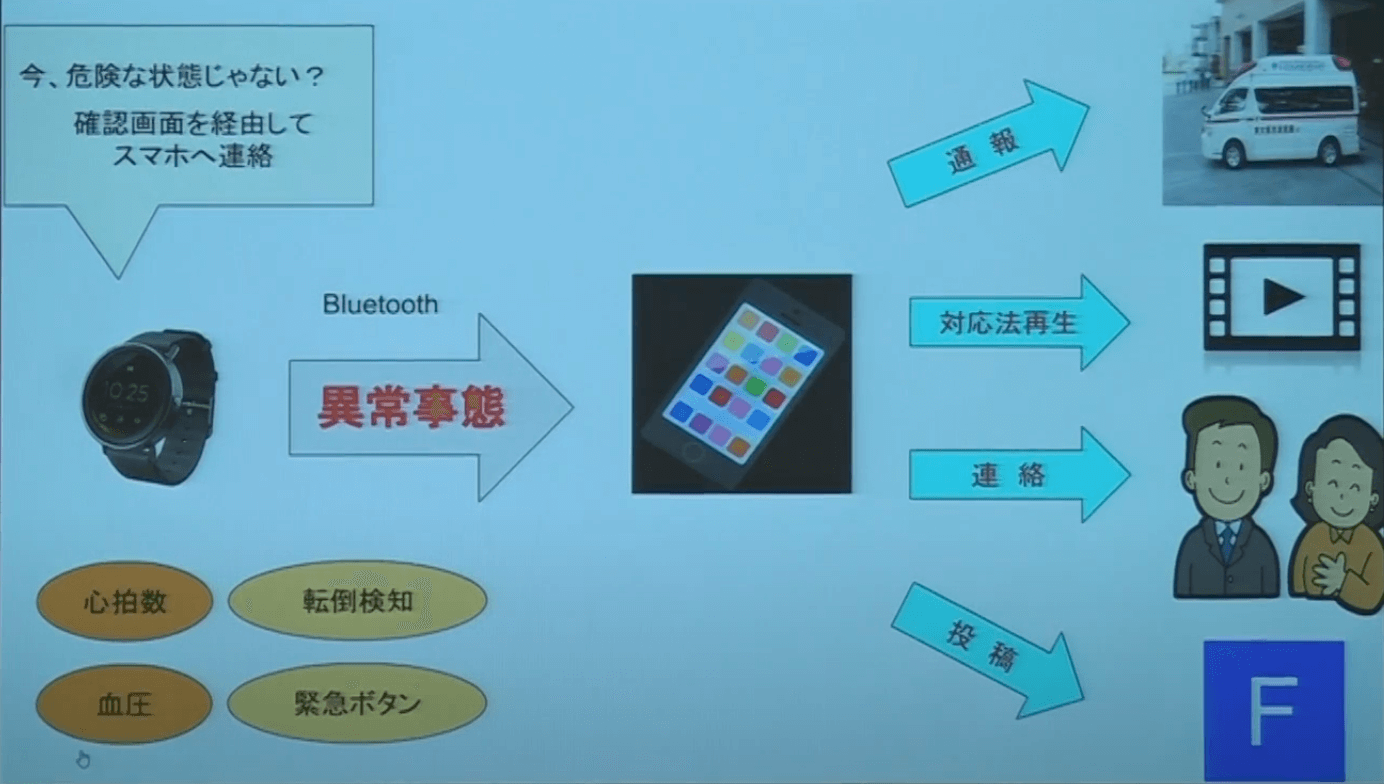 今、危険な状態じゃない？
確認画面を経由して
スマホへ連絡
Bluetooth
異常事態
10:25
心拍数
転倒検知
血圧
緊急ボタン
通報
対応法再生
連絡
投稿
F